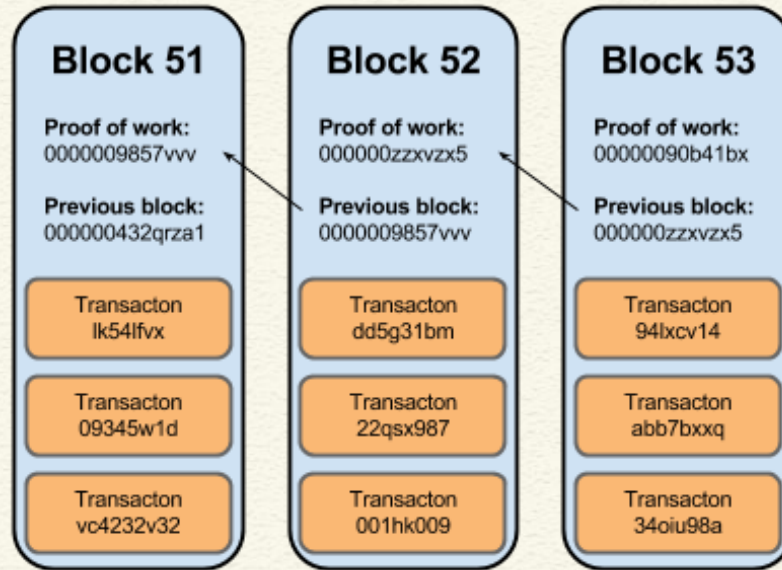 Block 51
Proof of work:
0000009857vvv
Previous block:
000000432qrza1
Transacton
lk54lfvx
Transacton
09345w1d
Transacton
vc4232v32
Block 52
Proof of work:
000000zzxvzx5
Previous block:
0000009857vvv
Transacton
dd5g31bm
Transacton
22qsx987
Transacton
001hk009
Block 53
Proof of work:
00000090b41bx
Previous block:
000000zzxvzx5
Transacton
94lxcv14
Transacton
abb7bxxq
Transacton
34oiu98a